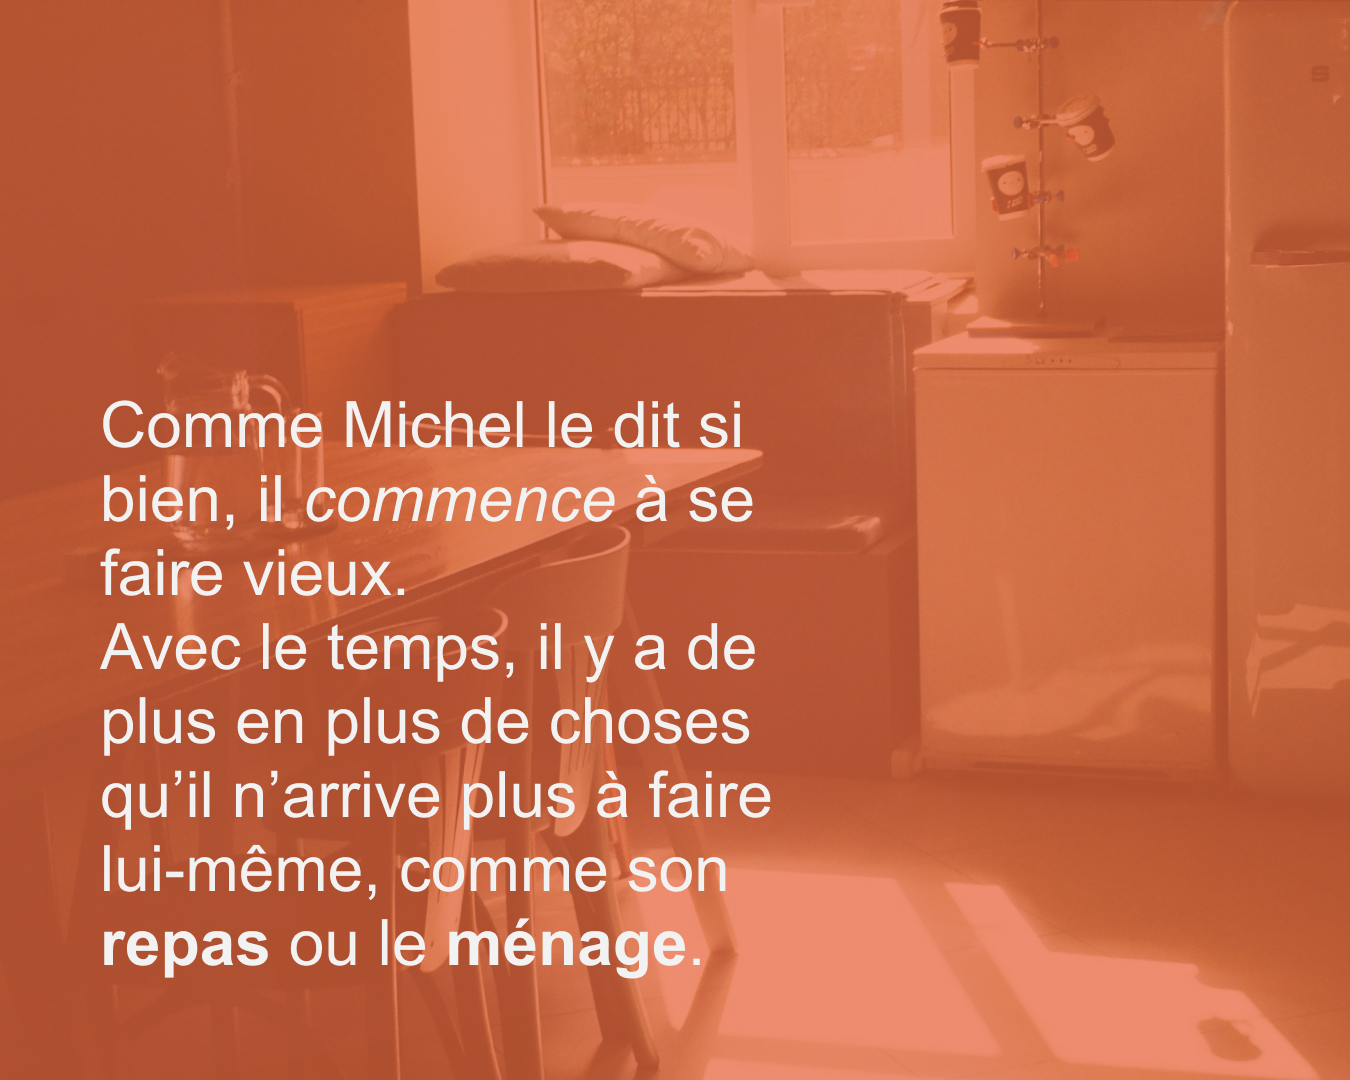 Comme Michel le dit si
bien, il commence à se
faire vieux.
Avec le temps, il y a de
plus en plus de choses
qu’il n’arrive plus à faire
lui-même, comme son
repas ou le ménage.